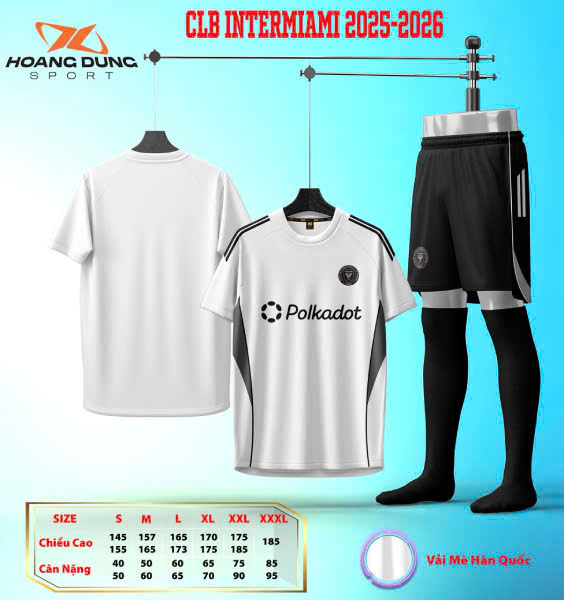 CLB INTERMIAMI 2025-2026
HOANG DUNG
SPORT
Polkadot
SIZE S M L XL XXL XXXL
Chiều Cao 145 157 165 170 175 185
155 165 173 175 185
Cân Nặng 40 50 60 65 75 85
50 60 65 70 90 95
Vải Mè Hàn Quốc